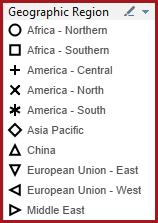 Geographic Region
Africa - Northern
Africa - Southern
America - Central
America - North
America - South
Asia Pacific
China
European Union - East
European Union - West
Middle East